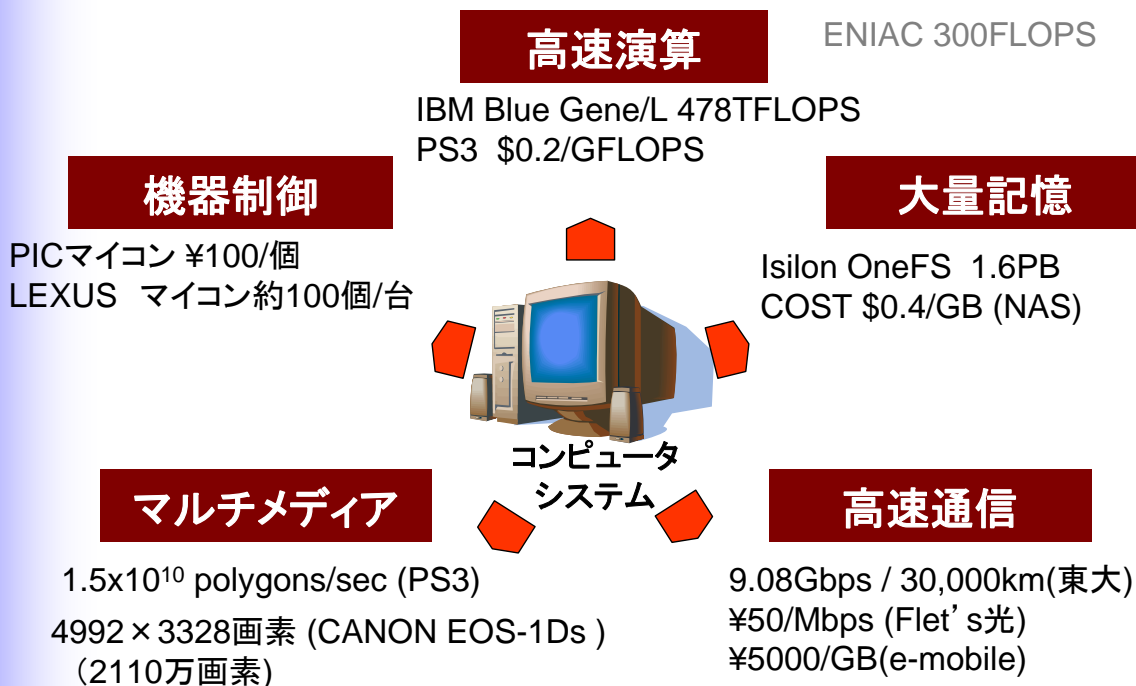 高速演算
ENIAC 300FLOPS
IBM Blue Gene/L 478TFLOPS
PS3 $0.2/GFLOPS
機器制御
PICマイコン ¥100/個
LEXUS マイコン約100個/台
大量記憶
Isilon OneFS 1.6PB
COST $0.4/GB (NAS)
コンピュータ
システム
マルチメディア
1.5x10¹⁰ polygons/sec (PS3)
4992×3328画素 (CANON EOS-1Ds )
（2110万画素)
高速通信
9.08Gbps / 30,000km(東大)
¥50/Mbps (Flet’s光)
¥5000/GB(e-mobile)